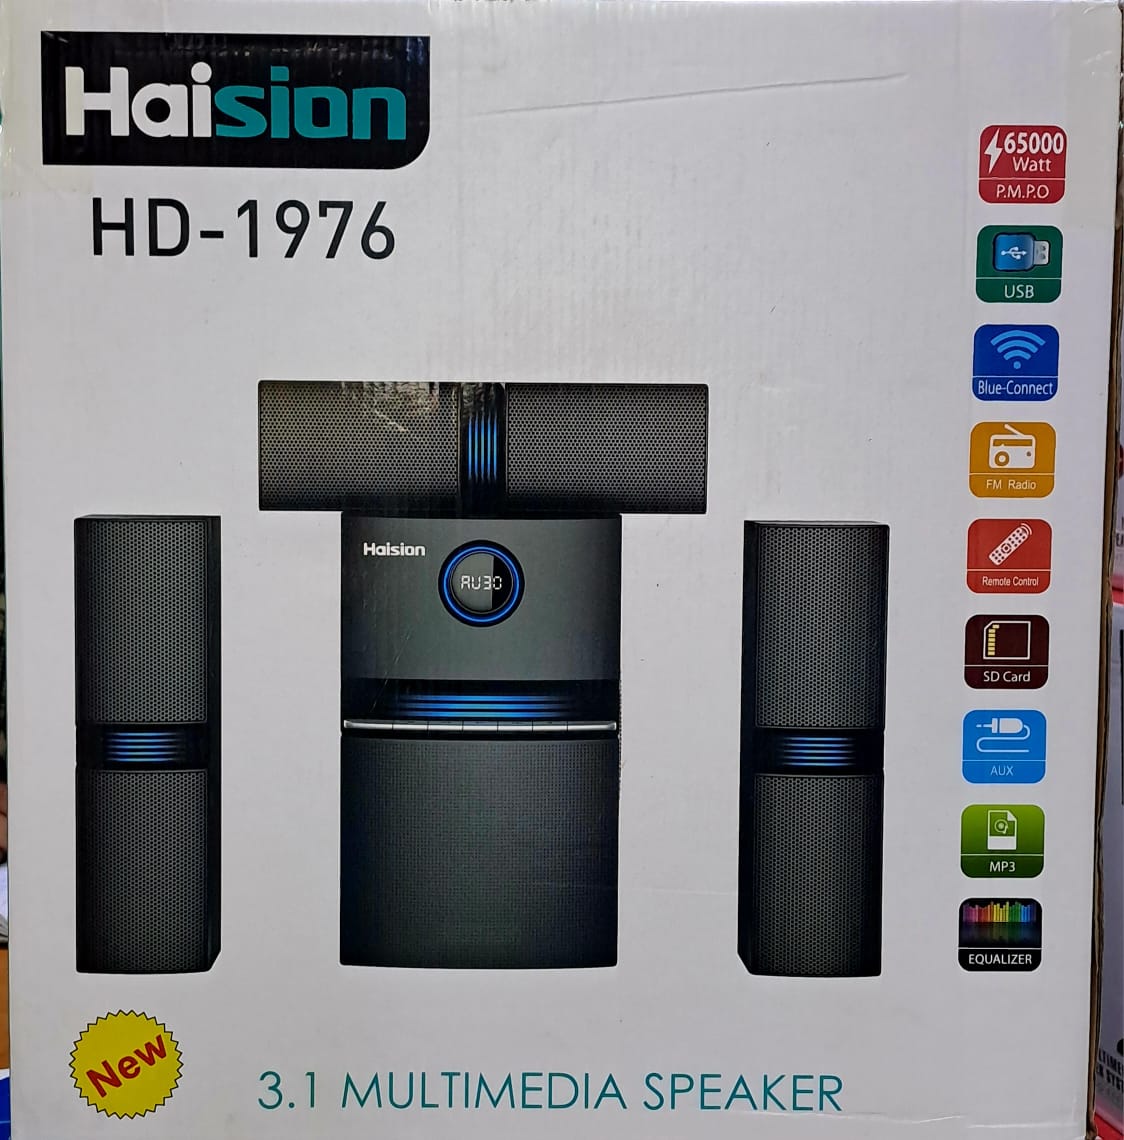 Haision
HD-1976
65000
Watt
P.M.P.O
USB
Blue-Connect
FM Radio
Remote Control
SD Card
AUX
MP3
EQUALIZER
Haision
AU30
New
3.1 MULTIMEDIA SPEAKER